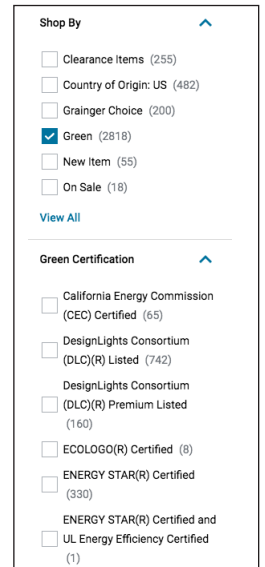 Shop By
Clearance Items (255)
Country of Origin: US (482)
Grainger Choice (200)
Green (2818)
New Item (55)
On Sale (18)
View All
Green Certification
California Energy Commission
(CEC) Certified (65)
DesignLights Consortium
(DLC)(R) Listed (742)
DesignLights Consortium
(DLC)(R) Premium Listed
(160)
ECOLOGO(R) Certified (8)
ENERGY STAR(R) Certified
(330)
ENERGY STAR(R) Certified and
UL Energy Efficiency Certified
(1)